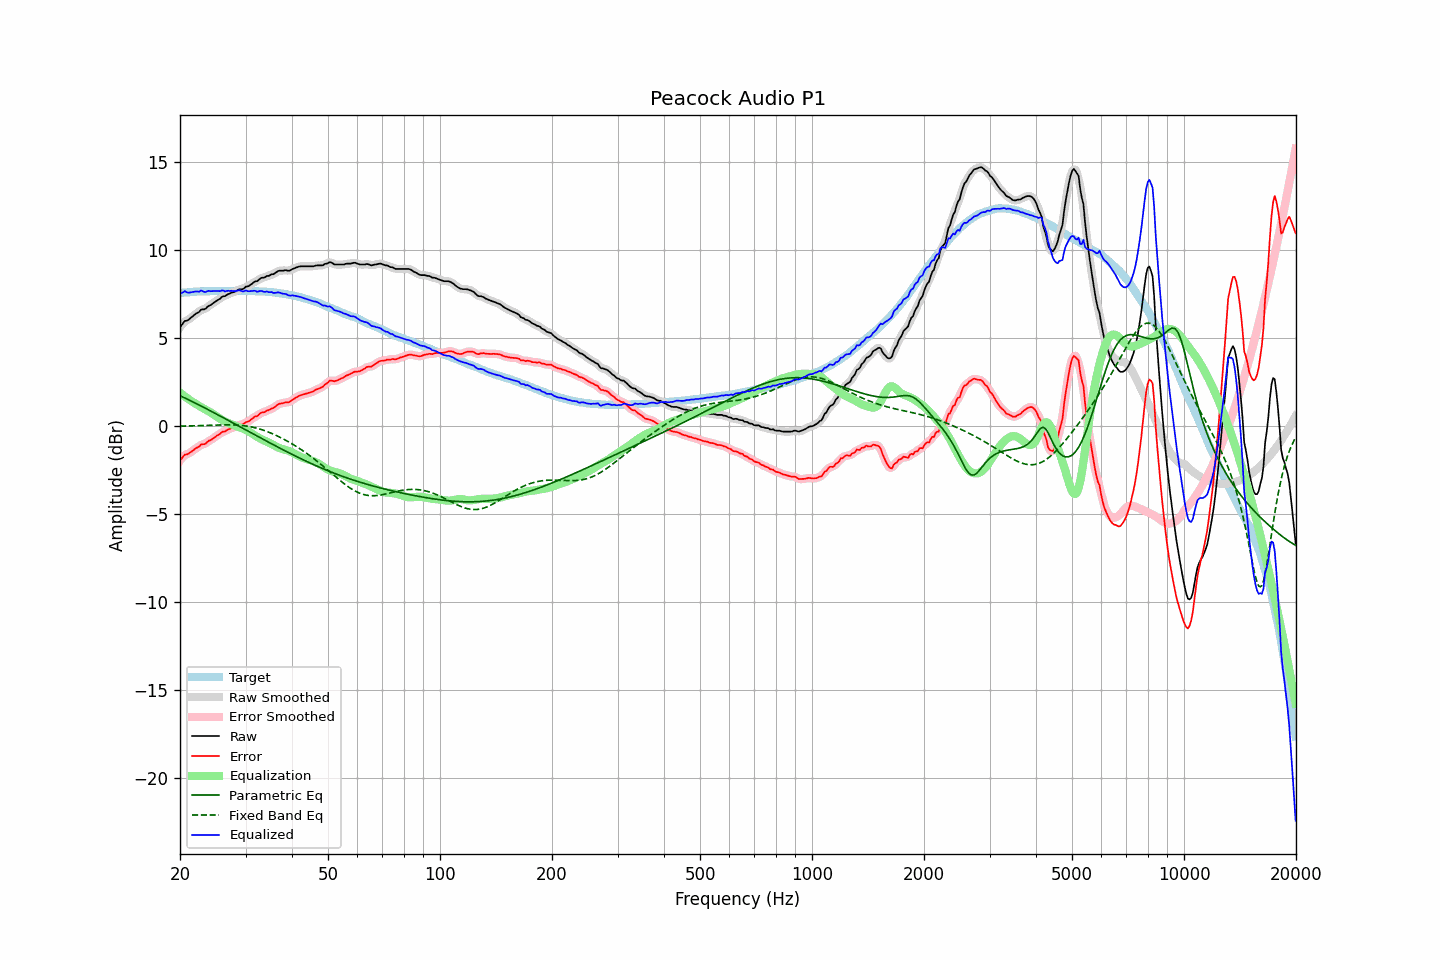 Peacock Audio P1
Amplitude (dBr)
15
10
5
0
−5
−10
−15
−20
Target
Raw Smoothed
Error Smoothed
Raw
Error
Equalization
Parametric Eq
Fixed Band Eq
Equalized
20 50 100 200 500 1000 2000 5000 10000 20000
Frequency (Hz)